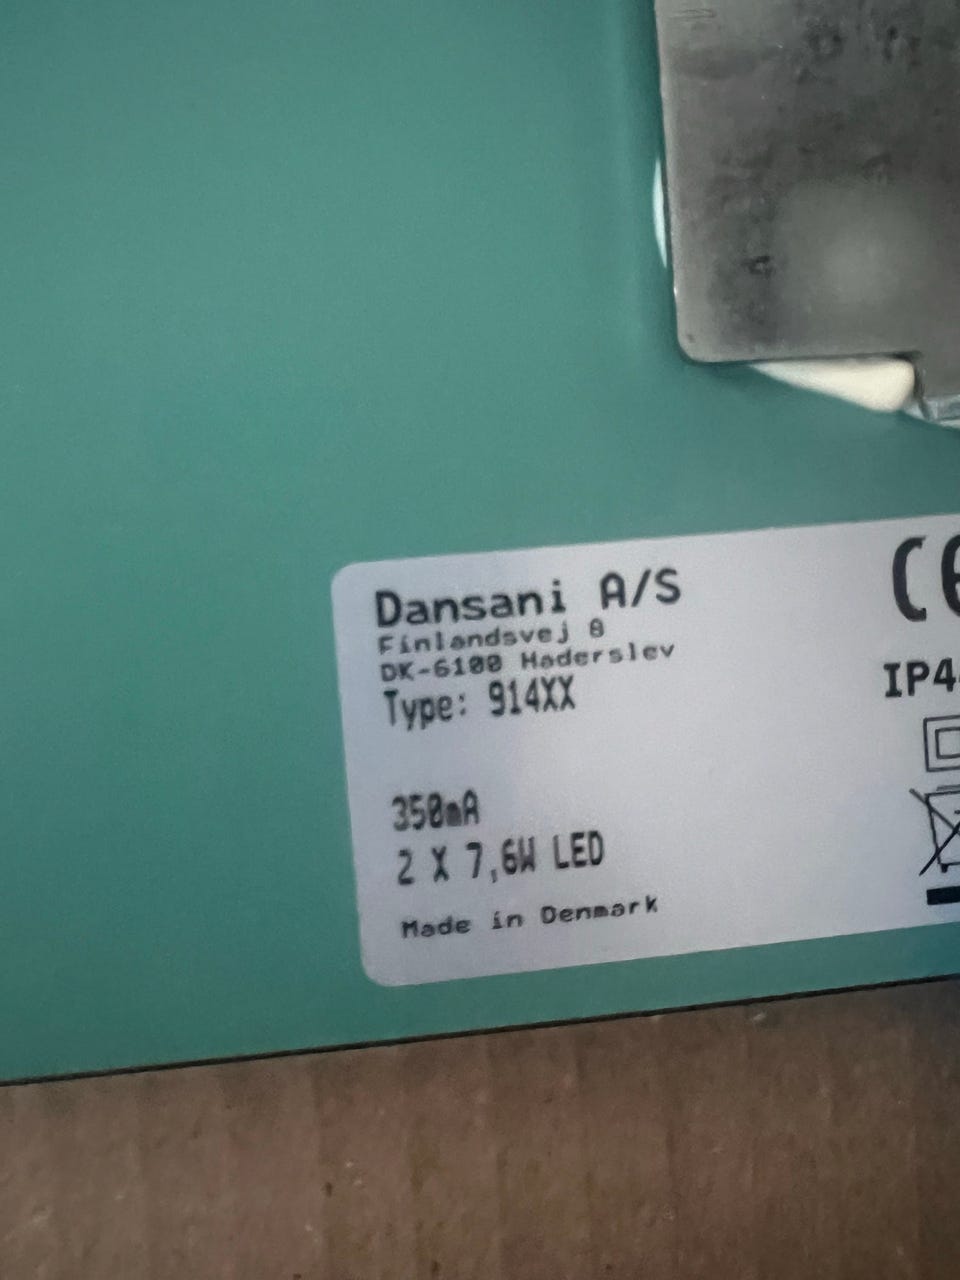 Dansani A/S
Finlandsvej 8
DK-6100 Haderslev
Type: 914XX
350mA
2 X 7,6W LED
Made in Denmark
CE
IP4